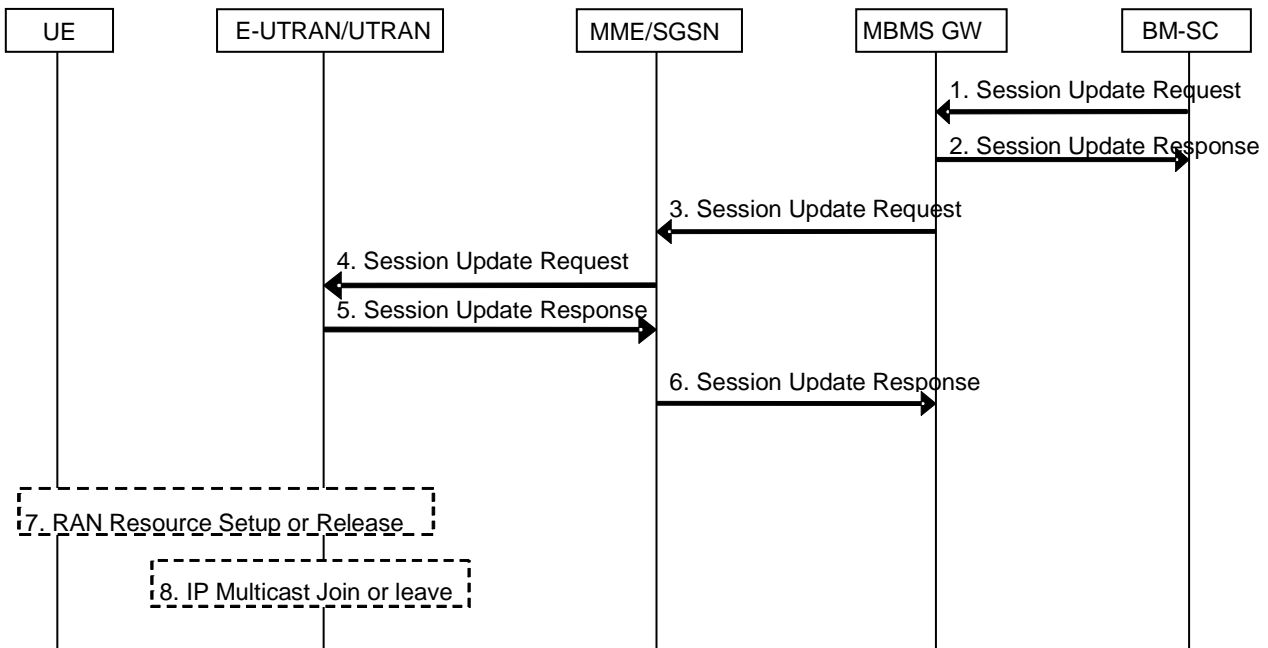 UE
E-UTRAN/UTRAN
MME/SGSN
MBMS GW
BM-SC
1. Session Update Request
2. Session Update Response
3. Session Update Request
4. Session Update Request
5. Session Update Response
6. Session Update Response
7. RAN Resource Setup or Release
8. IP Multicast Join or leave